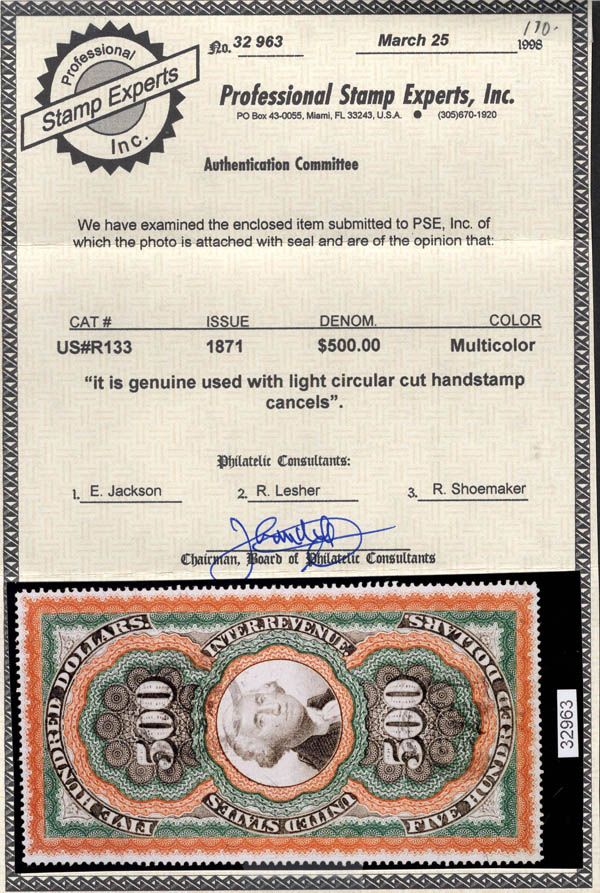 Professional
Stamp Experts
Inc.
No. 32 963
March 25 1998
170-
Professional Stamp Experts, Inc.
PO Box 43-0055, Miami, FL 33243, U.S.A. ● (305)670-1920
Authentication Committee
We have examined the enclosed item submitted to PSE, Inc. of
which the photo is attached with seal and are of the opinion that:
CAT # ISSUE DENOM. COLOR
US#R133 1871 $500.00 Multicolor
“it is genuine used with light circular cut handstamp
cancels”.
Philatelic Consultants:
1. E. Jackson 2. R. Lesher 3. R. Shoemaker
Chairman, Board of Philatelic Consultants
FIVE HUNDRED DOLLARS
INTER.REVENUE
FIVE HUNDRED DOLLARS
500
500
UNITED STATES
32963